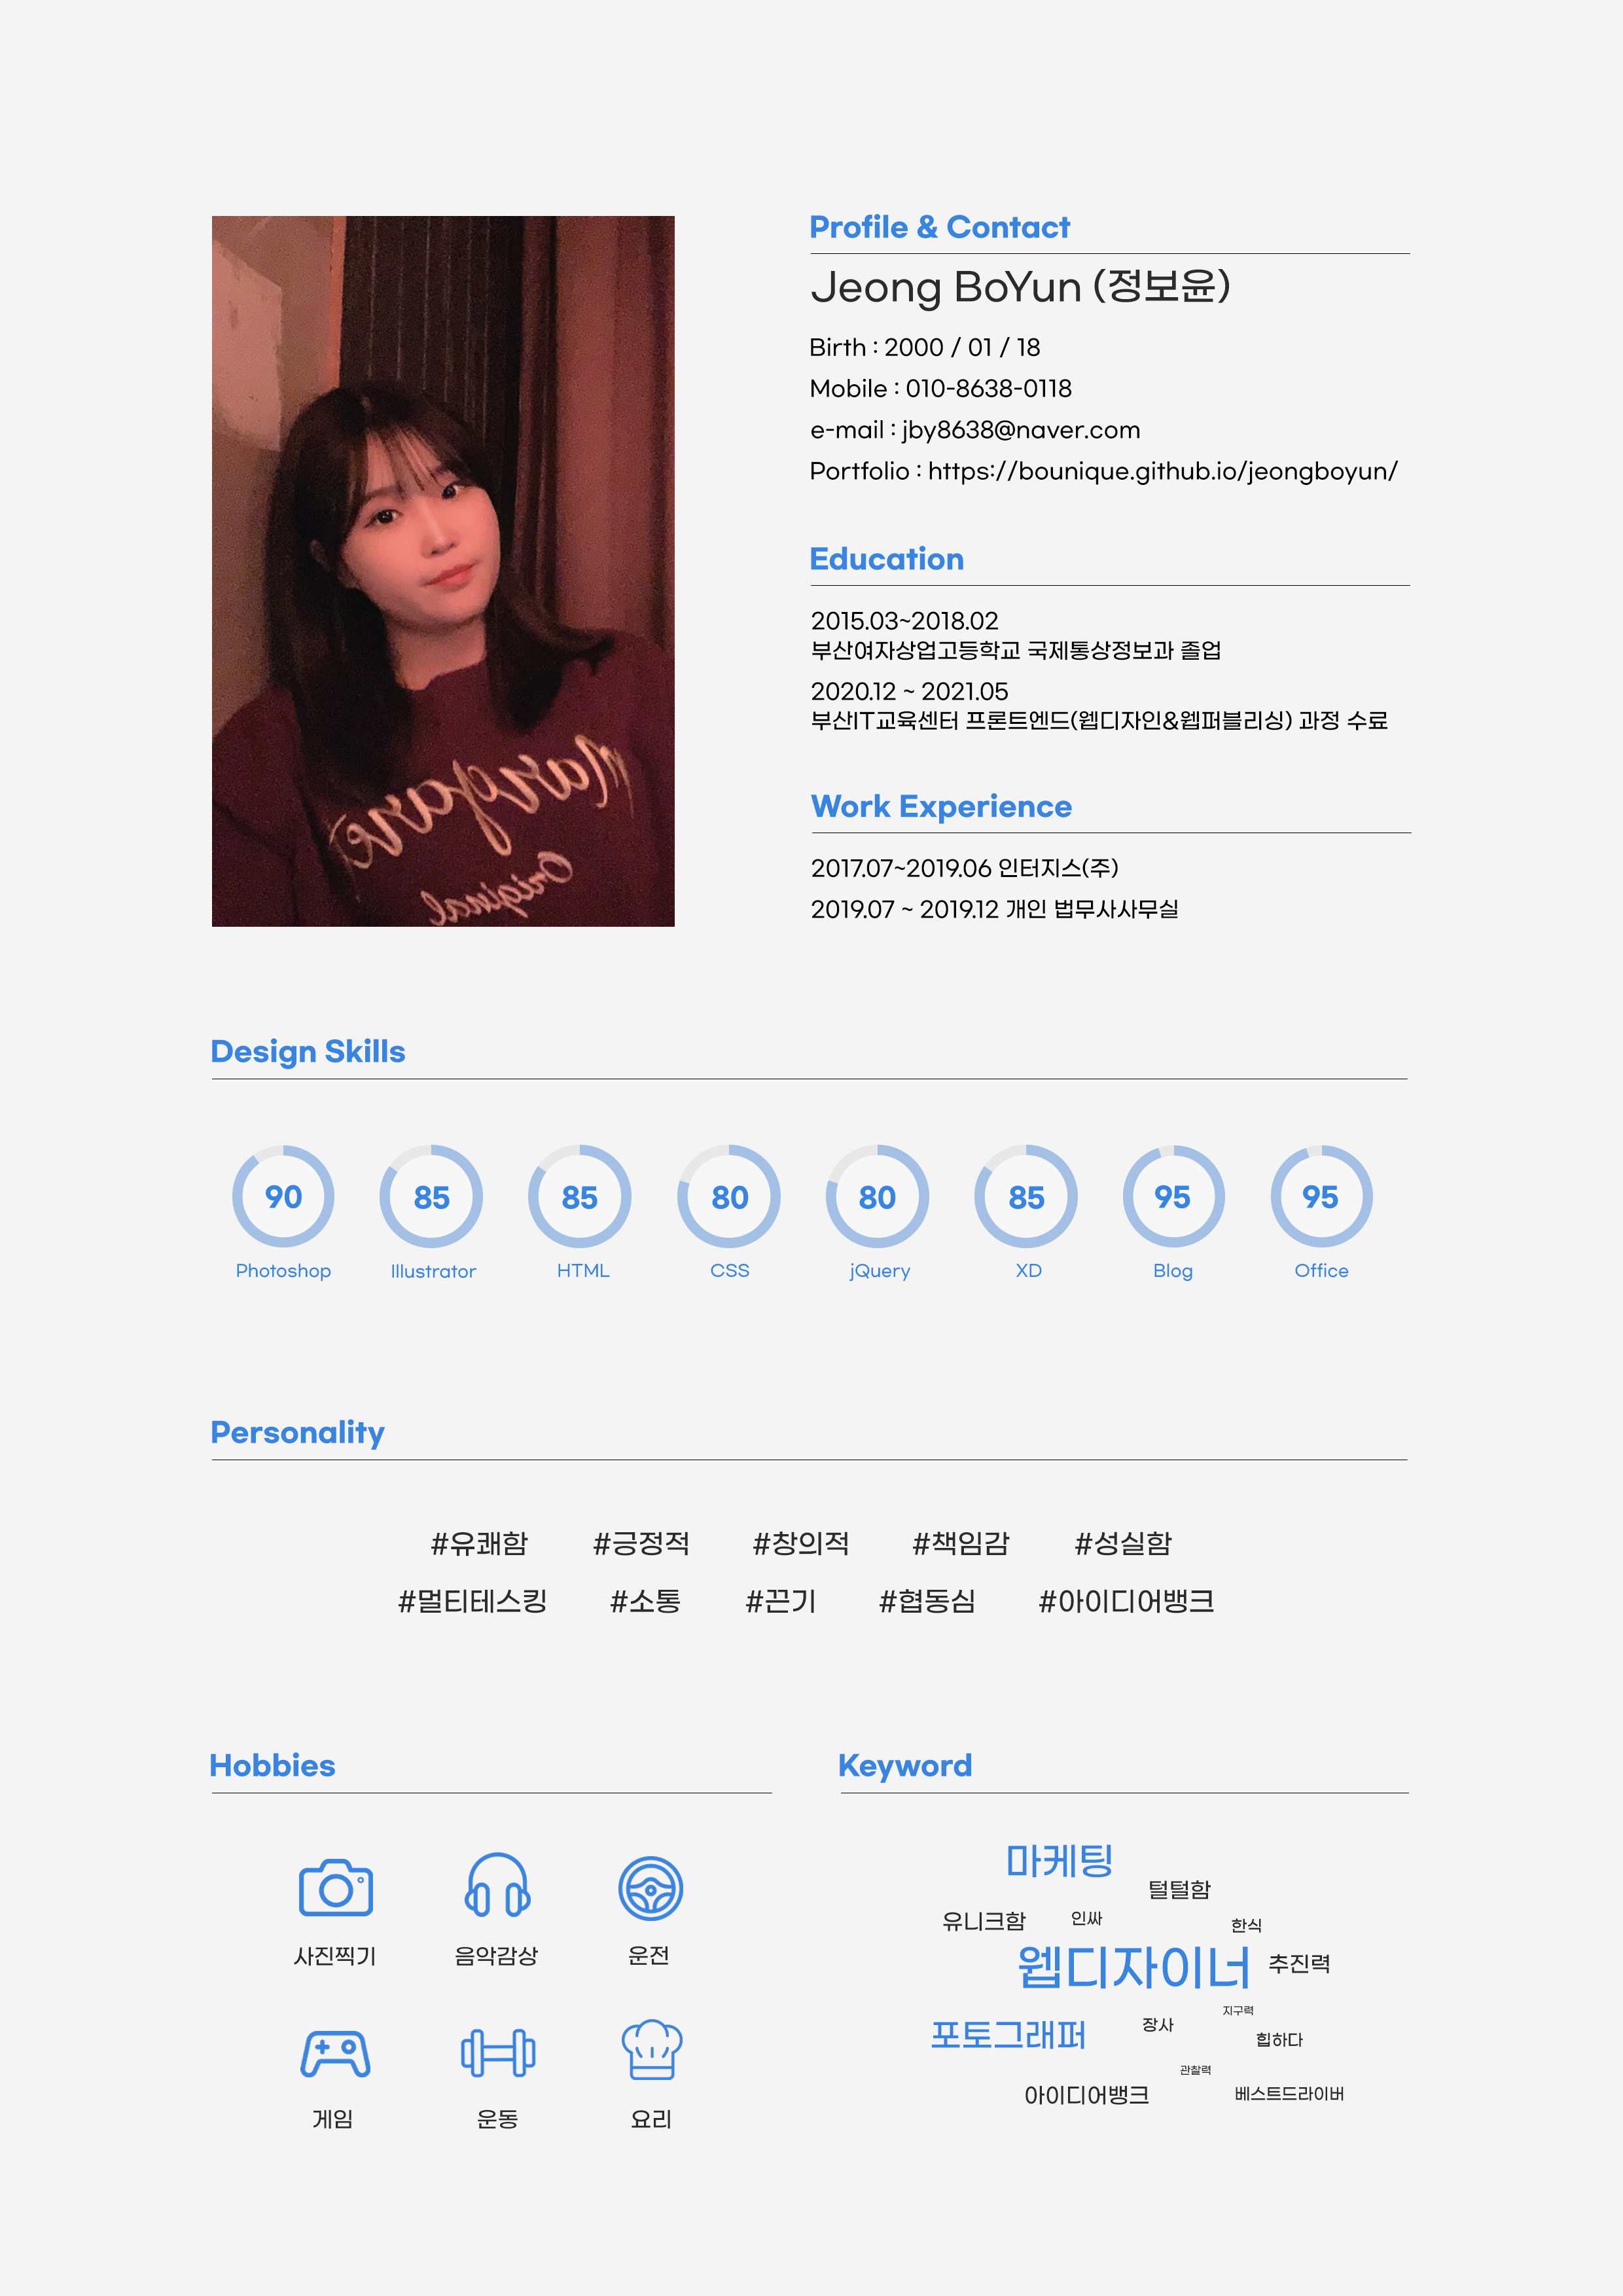 Profile & Contact
Jeong BoYun (정보윤)
Birth : 2000 / 01 / 18
Mobile : 010-8638-0118
e-mail : jby8638@naver.com
Portfolio : https://bounique.github.io/jeongboyun/
Education
2015.03~2018.02
부산여자상업고등학교 국제통상정보과 졸업
2020.12 ~ 2021.05
부산IT교육센터 프론트엔드(웹디자인&웹퍼블리싱) 과정 수료
Work Experience
2017.07~2019.06 인터지스(주)
2019.07 ~ 2019.12 개인 법무사사무실
Original
Design Skills
90 85 85 80 80 85 95 95
Photoshop Illustrator HTML CSS jQuery XD Blog Office
Personality
#유쾌함 #긍정적 #창의적 #책임감 #성실함
#멀티테스킹 #소통 #끈기 #협동심 #아이디어뱅크
Hobbies
사진찍기 음악감상 운전
게임 운동 요리
Keyword
마케팅
털털함
유니크함 인싸 한식
웹디자이너 추진력
지구력
포토그래퍼 장사 힙하다
관찰력
아이디어뱅크 베스트드라이버